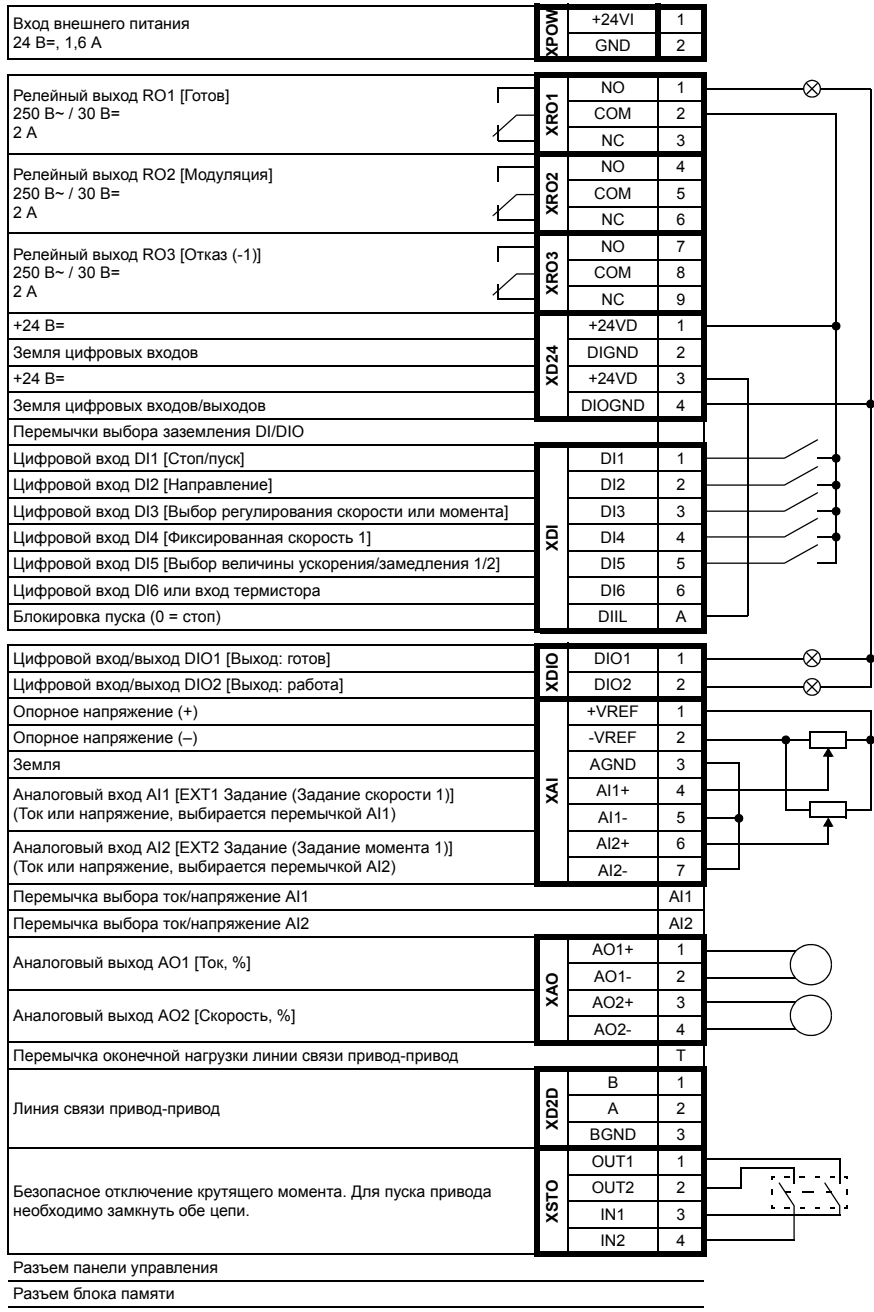 Вход внешнего питания
24 В=, 1,6 А
XPOW
+24VI 1
GND 2
Релейный выход RO1 [Готов]
250 В~ / 30 В=
2 А
XRO1
NO 1
COM 2
NC 3
Релейный выход RO2 [Модуляция]
250 В~ / 30 В=
2 А
XRO2
NO 4
COM 5
NC 6
Релейный выход RO3 [Отказ (-1)]
250 В~ / 30 В=
2 А
XRO3
NO 7
COM 8
NC 9
XD24
+24 В= +24VD 1
Земля цифровых входов DIGND 2
+24 В= +24VD 3
Земля цифровых входов/выходов DIOGND 4
Перемычки выбора заземления DI/DIO
XDI
Цифровой вход DI1 [Стоп/пуск] DI1 1
Цифровой вход DI2 [Направление] DI2 2
Цифровой вход DI3 [Выбор регулирования скорости или момента] DI3 3
Цифровой вход DI4 [Фиксированная скорость 1] DI4 4
Цифровой вход DI5 [Выбор величины ускорения/замедления 1/2] DI5 5
Цифровой вход DI6 или вход термистора DI6 6
Блокировка пуска (0 = стоп) DIIL A
XDIO
Цифровой вход/выход DIO1 [Выход: готов] DIO1 1
Цифровой вход/выход DIO2 [Выход: работа] DIO2 2
XAI
Опорное напряжение (+) +VREF 1
Опорное напряжение (–) -VREF 2
Земля AGND 3
Аналоговый вход AI1 [EXT1 Задание (Задание скорости 1)]
(Ток или напряжение, выбирается перемычкой AI1)
AI1+ 4
AI1- 5
Аналоговый вход AI2 [EXT2 Задание (Задание момента 1)]
(Ток или напряжение, выбирается перемычкой AI2)
AI2+ 6
AI2- 7
Перемычка выбора ток/напряжение AI1 AI1
Перемычка выбора ток/напряжение AI2 AI2
Аналоговый выход AO1 [Ток, %]
XAO
AO1+ 1
AO1- 2
Аналоговый выход AO2 [Скорость, %]
AO2+ 3
AO2- 4
Перемычка оконечной нагрузки линии связи привод-привод T
Линия связи привод-привод
XD2D
B 1
A 2
BGND 3
Безопасное отключение крутящего момента. Для пуска привода
необходимо замкнуть обе цепи.
XSTO
OUT1 1
OUT2 2
IN1 3
IN2 4
Разъем панели управления
Разъем блока памяти